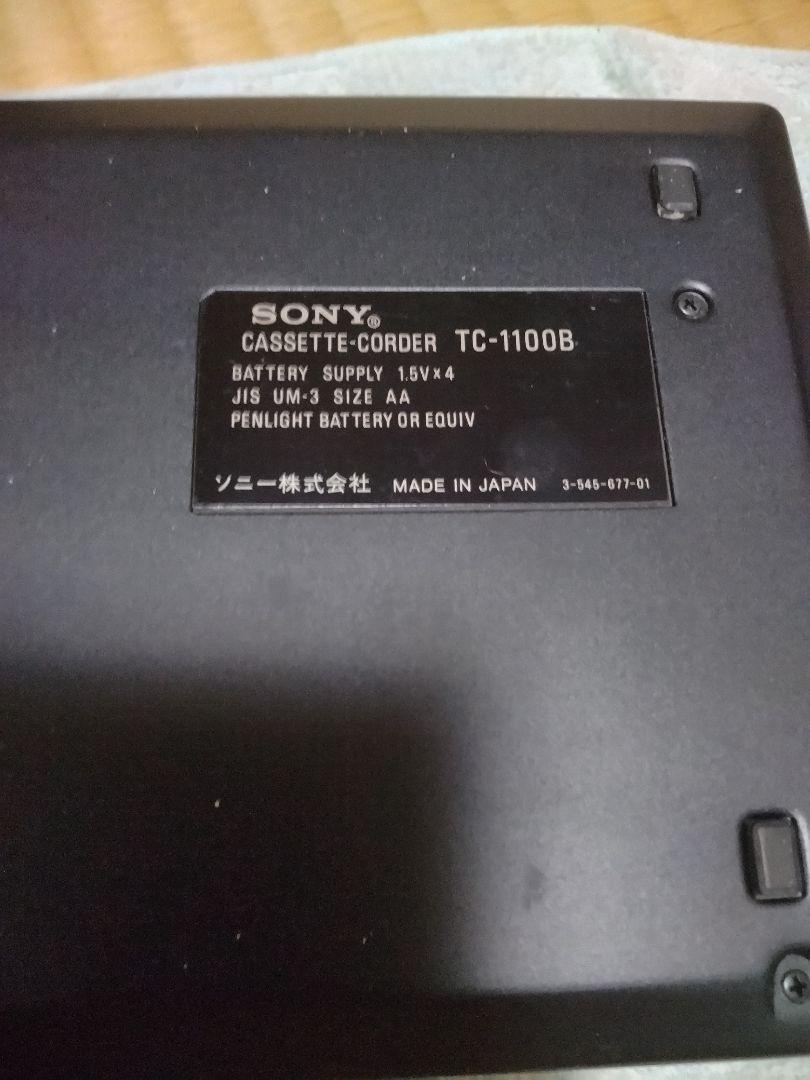 SONY®
CASSETTE-CORDER TC-1100B
BATTERY SUPPLY 1.5V×4
JIS UM-3 SIZE AA
PENLIGHT BATTERY OR EQUIV
ソニー株式会社 MADE IN JAPAN 3-545-677-01